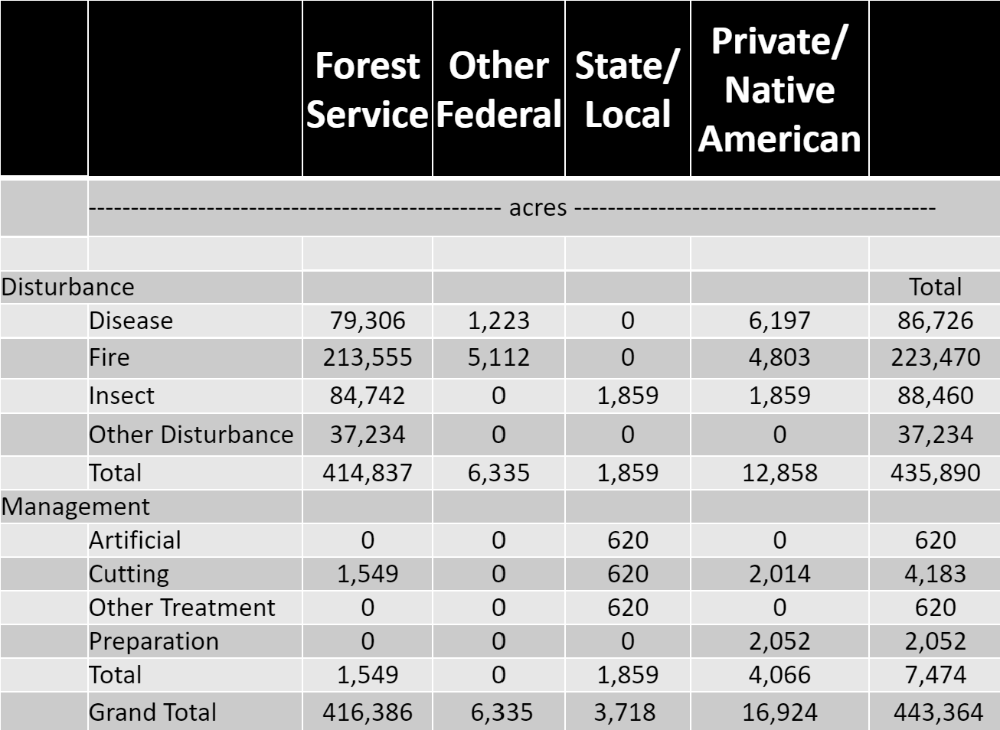 Forest Service Other Federal State/ Local Private/ Native American
------------------------------------------------- acres -------------------------------------------
Disturbance Total
Disease 79,306 1,223 0 6,197 86,726
Fire 213,555 5,112 0 4,803 223,470
Insect 84,742 0 1,859 1,859 88,460
Other Disturbance 37,234 0 0 0 37,234
Total 414,837 6,335 1,859 12,858 435,890
Management
Artificial 0 0 620 0 620
Cutting 1,549 0 620 2,014 4,183
Other Treatment 0 0 620 0 620
Preparation 0 0 0 2,052 2,052
Total 1,549 0 1,859 4,066 7,474
Grand Total 416,386 6,335 3,718 16,924 443,364